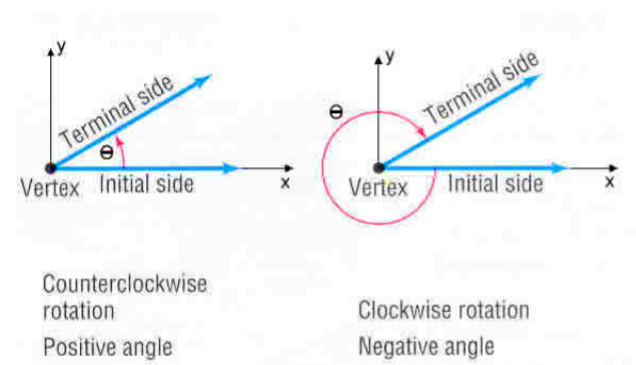 y
Terminal side
Θ
Vertex
Initial side
x
Counterclockwise
rotation
Positive angle
y
Terminal side
Θ
Vertex
Initial side
x
Clockwise rotation
Negative angle